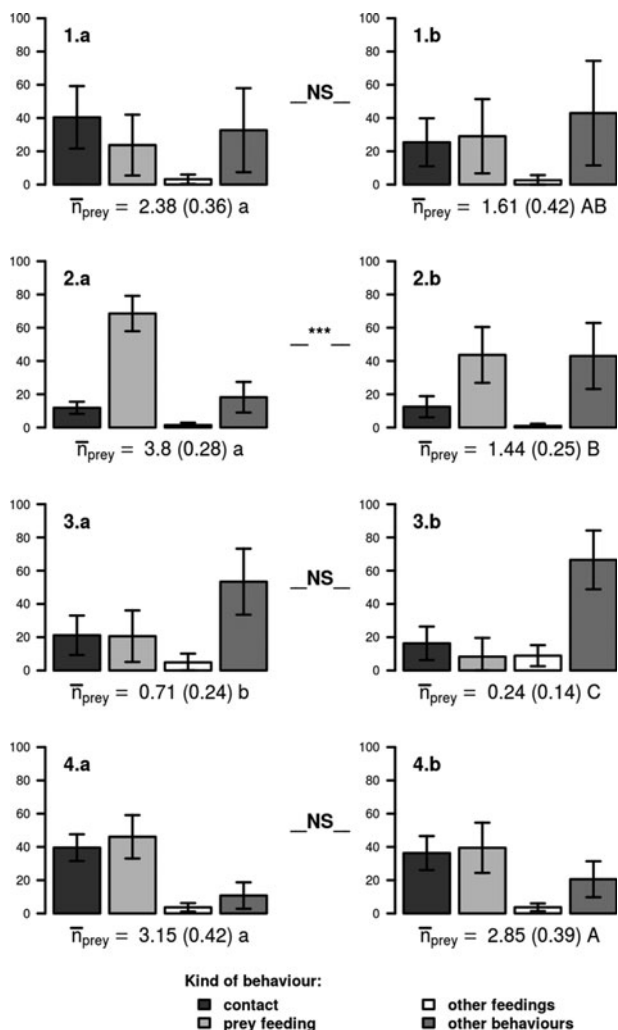 100
80
60
40
20
0
1.a
n̅prey = 2.38 (0.36) a
__NS__
100
80
60
40
20
0
1.b
n̅prey = 1.61 (0.42) AB
100
80
60
40
20
0
2.a
n̅prey = 3.8 (0.28) a
__***__
100
80
60
40
20
0
2.b
n̅prey = 1.44 (0.25) B
100
80
60
40
20
0
3.a
n̅prey = 0.71 (0.24) b
__NS__
100
80
60
40
20
0
3.b
n̅prey = 0.24 (0.14) C
100
80
60
40
20
0
4.a
n̅prey = 3.15 (0.42) a
__NS__
100
80
60
40
20
0
4.b
n̅prey = 2.85 (0.39) A
Kind of behaviour:
contact
prey feeding
other feedings
other behaviours